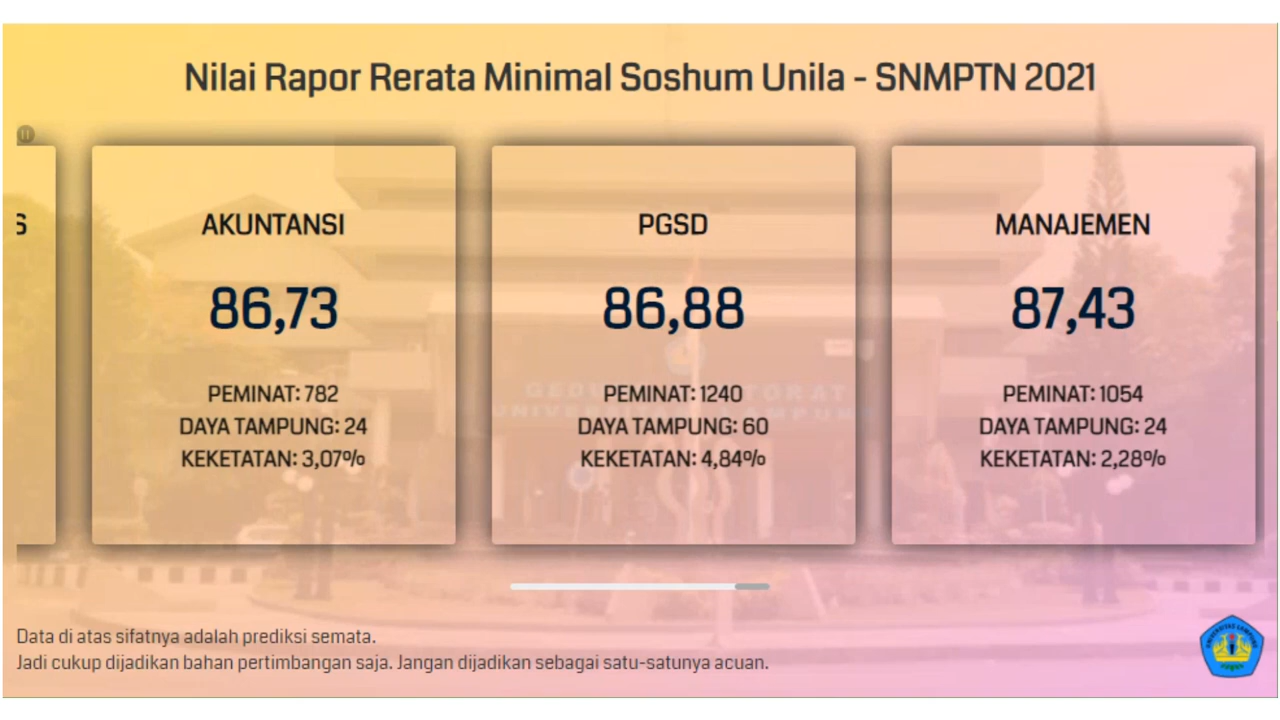 Nilai Rapor Rerata Minimal Soshum Unila - SNMPTN 2021
S
AKUNTANSI
86,73
PEMINAT: 782
DAYA TAMPUNG: 24
KEKETATAN: 3,07%
PGSD
86,88
PEMINAT: 1240
DAYA TAMPUNG: 60
KEKETATAN: 4,84%
MANAJEMEN
87,43
PEMINAT: 1054
DAYA TAMPUNG: 24
KEKETATAN: 2,28%
Data di atas sifatnya adalah prediksi semata.
Jadi cukup dijadikan bahan pertimbangan saja. Jangan dijadikan sebagai satu-satunya acuan.
UNIVERSITAS LAMPUNG